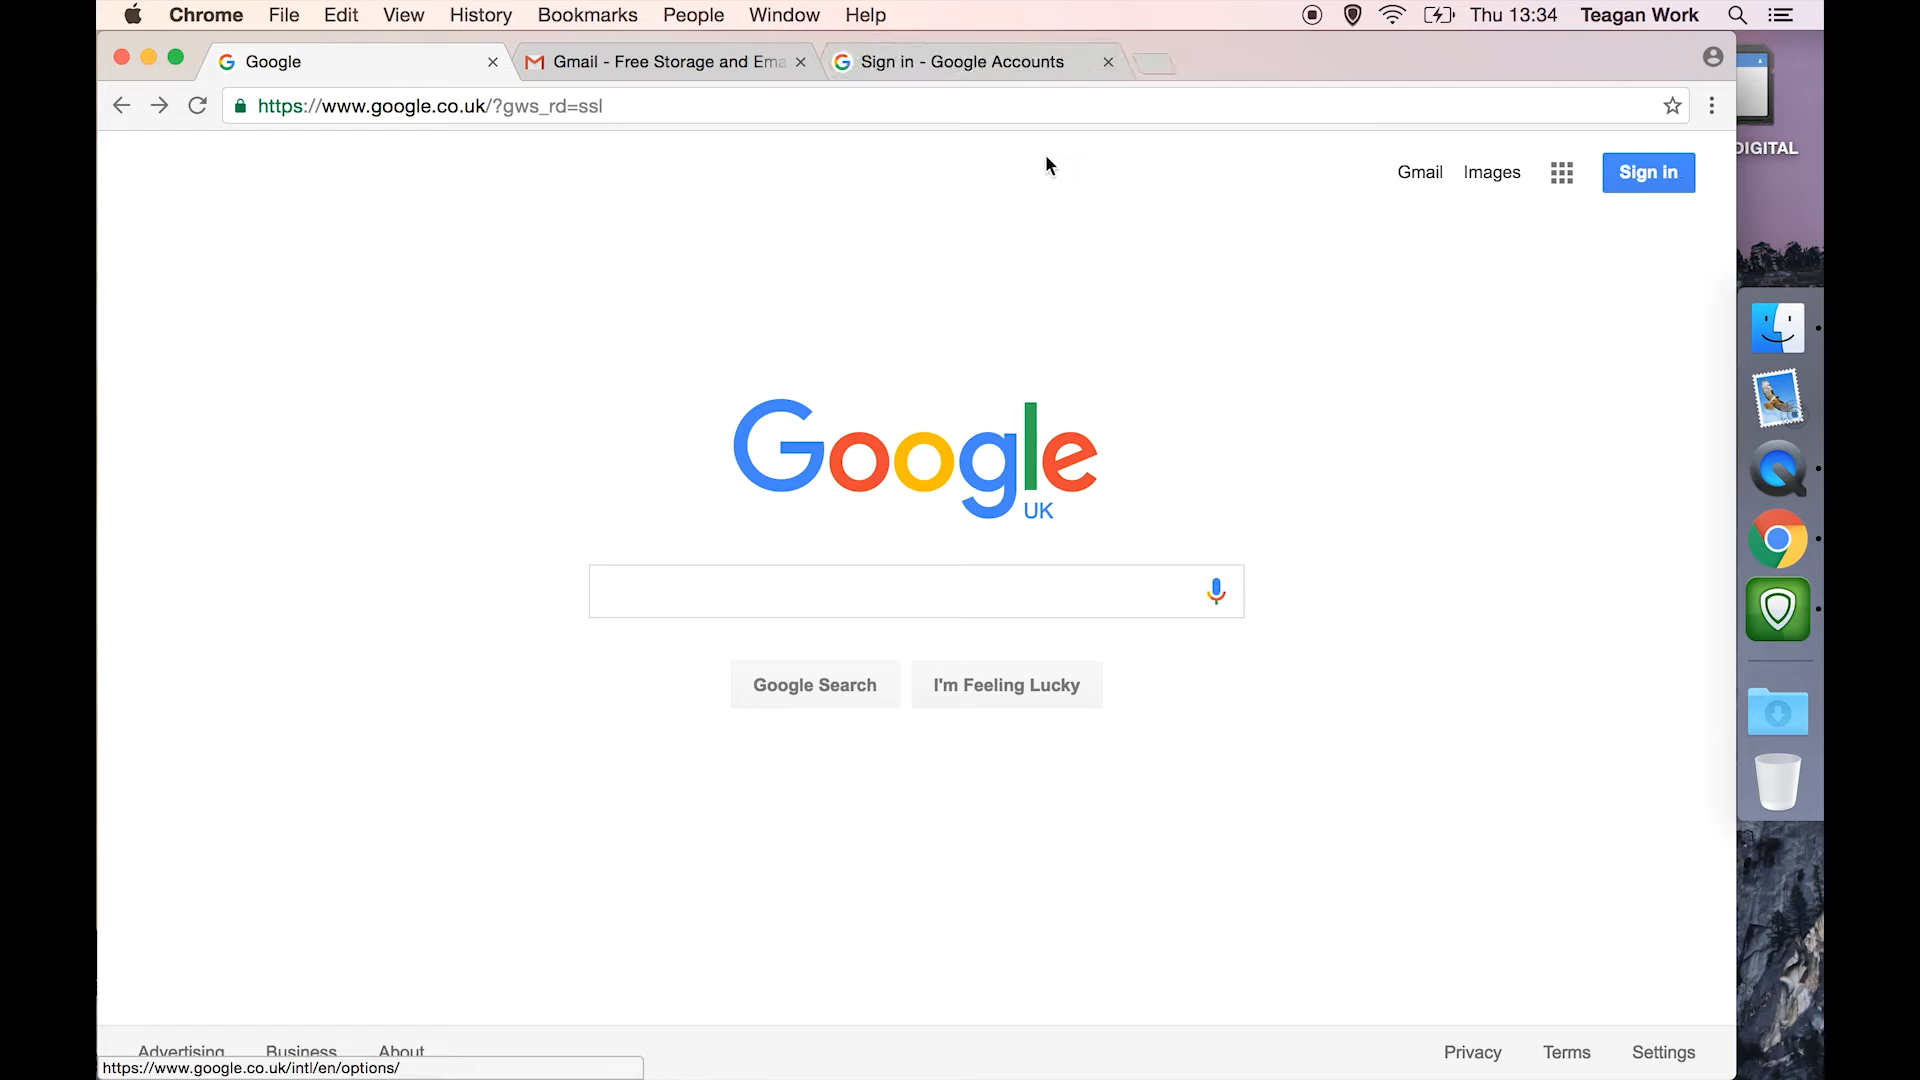 Chrome File Edit View History Bookmarks People Window Help Thu 13:34 Teagan Work
Google Gmail - Free Storage and Ema Sign in - Google Accounts
https://www.google.co.uk/?gws_rd=ssl
DIGITAL
Gmail Images Sign in
Google
UK
Google Search I'm Feeling Lucky
Advertising Business About Privacy Terms Settings
https://www.google.co.uk/intl/en/options/